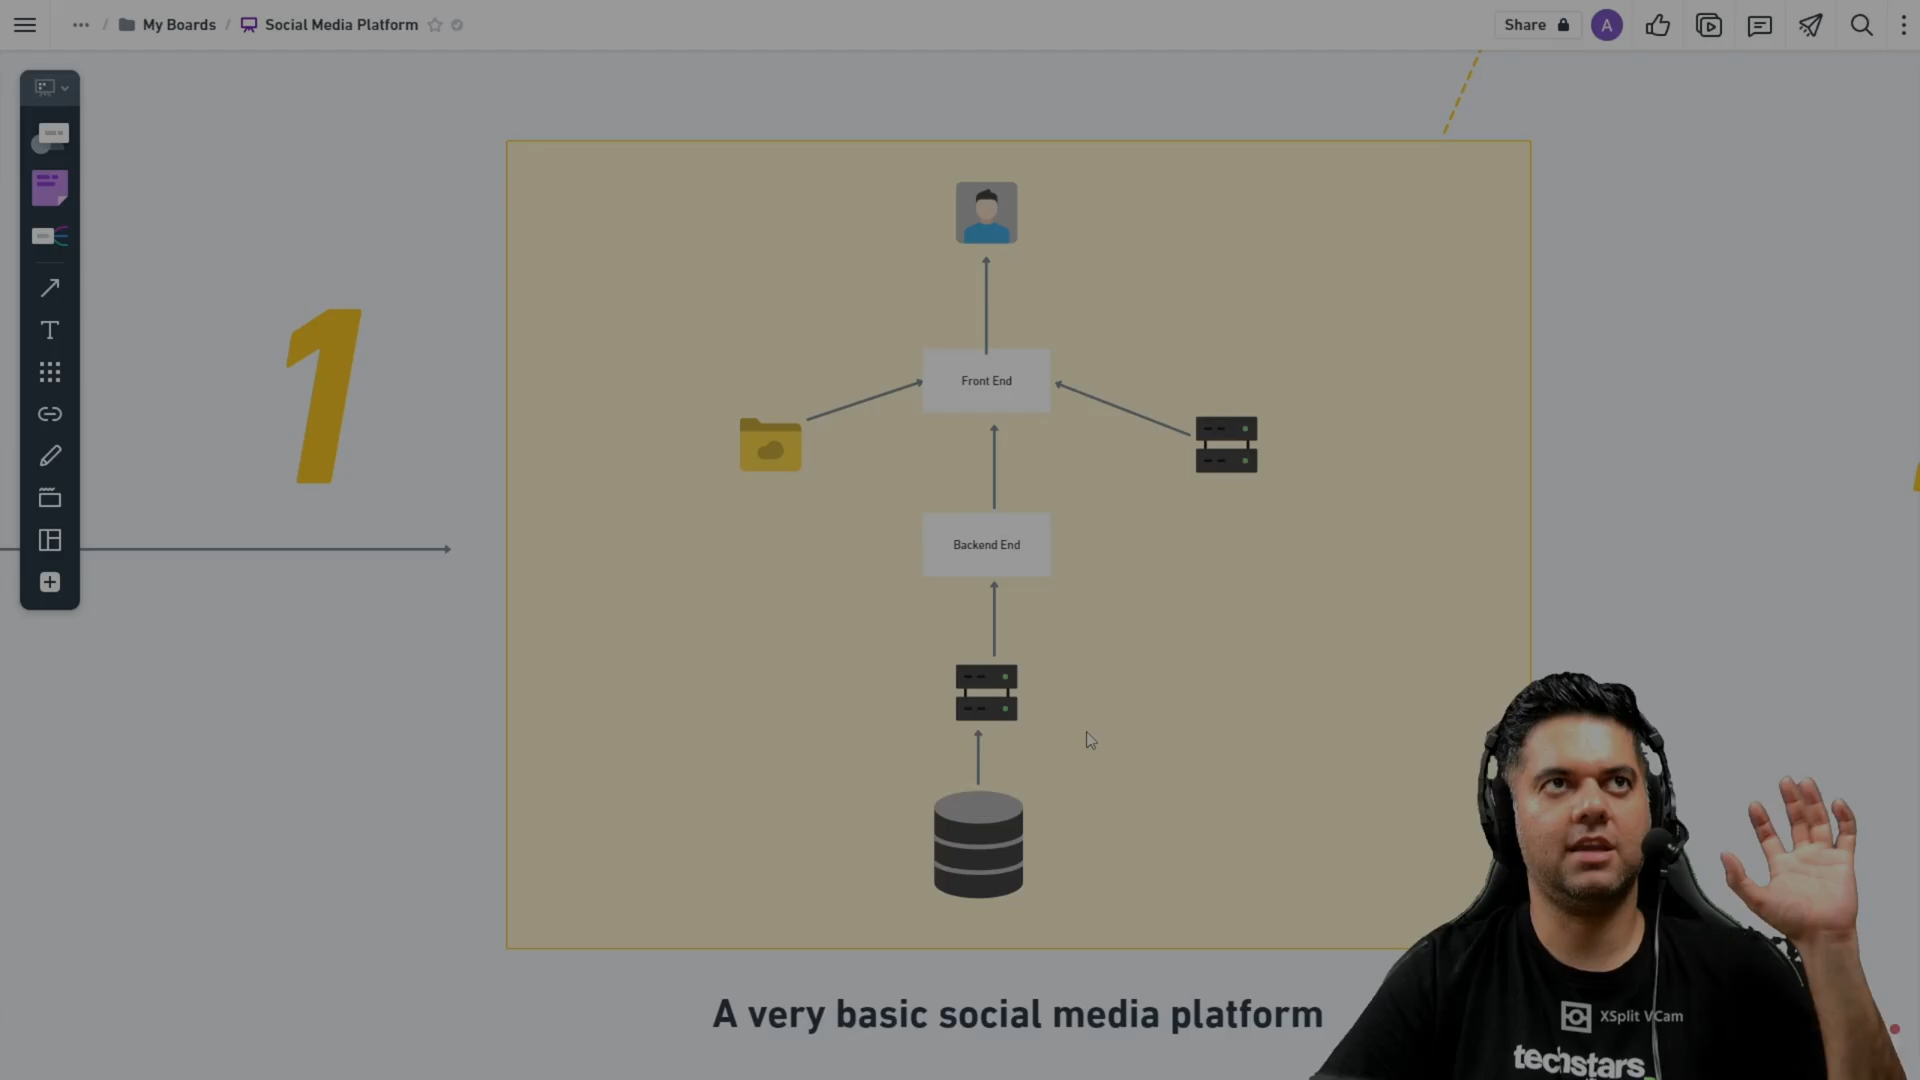 ... / My Boards / Social Media Platform
Share
A
T
1
Front End
Backend End
A very basic social media platform
XSplit VCam
techstars